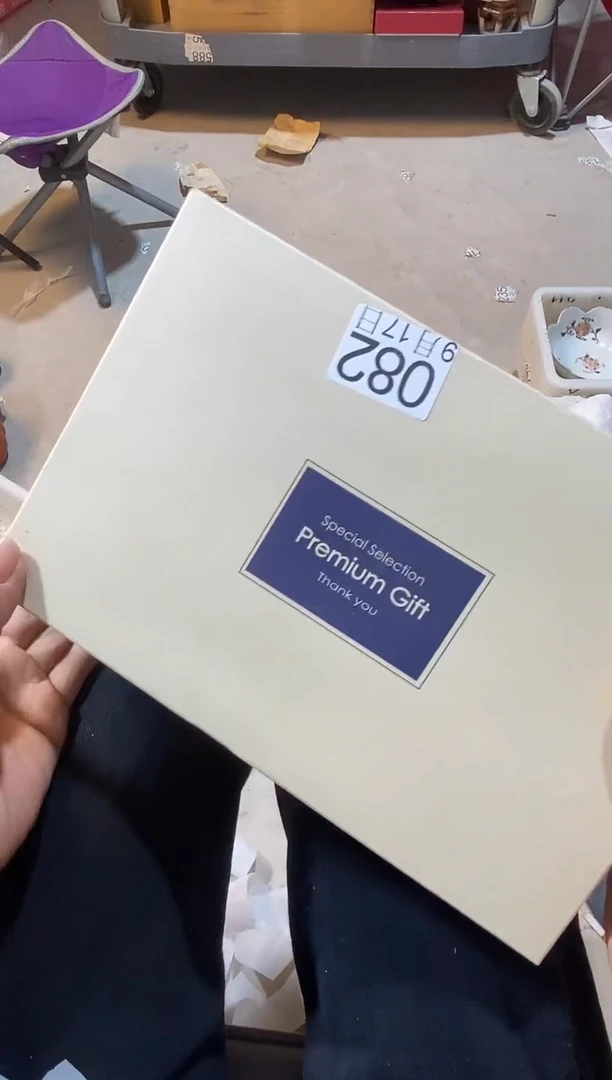 9月17日
082
Special Selection
Premium Gift
Thank you